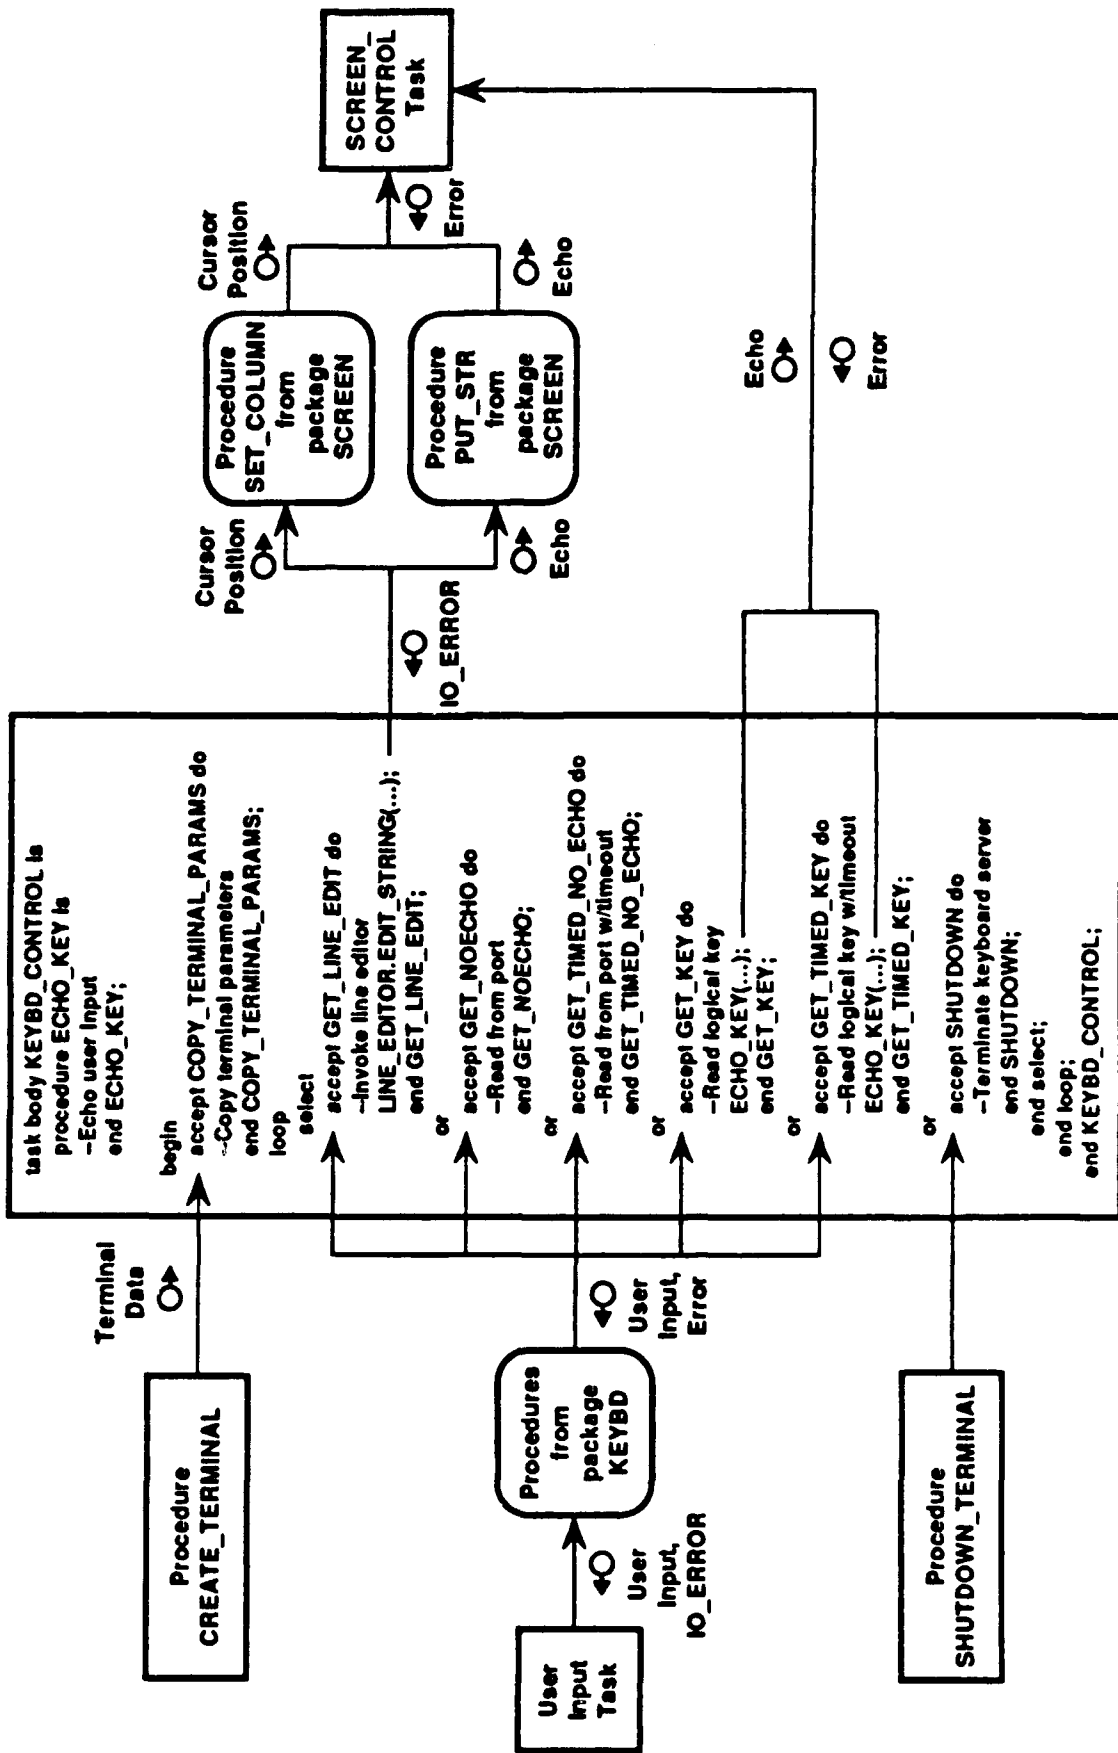 Procedure
CREATE_TERMINAL
Terminal
Data
User
Input
Task
User
Input,
IO_ERROR
Procedures
from
package
KEYBD
User
Input,
Error
Procedure
SHUTDOWN_TERMINAL
task body KEYBD_CONTROL is
procedure ECHO_KEY is
--Echo user input
end ECHO_KEY;
begin
accept COPY_TERMINAL_PARAMS do
--Copy terminal parameters
end COPY_TERMINAL_PARAMS;
loop
select
accept GET_LINE_EDIT do
--Invoke line editor
LINE_EDITOR.EDIT_STRING(...);
end GET_LINE_EDIT;
or
accept GET_NOECHO do
--Read from port
end GET_NOECHO;
or
accept GET_TIMED_NO_ECHO do
--Read from port w/timeout
end GET_TIMED_NO_ECHO;
or
accept GET_KEY do
--Read logical key
ECHO_KEY(...);
end GET_KEY;
or
accept GET_TIMED_KEY do
--Read logical key w/timeout
ECHO_KEY(...);
end GET_TIMED_KEY;
or
accept SHUTDOWN do
--Terminate keyboard server
end SHUTDOWN;
end select;
end loop;
end KEYBD_CONTROL;
IO_ERROR
Cursor
Position
Echo
Procedure
SET_COLUMN
from
package
SCREEN
Procedure
PUT_STR
from
package
SCREEN
Cursor
Position
Echo
Error
SCREEN_
CONTROL
Task
Echo
Error